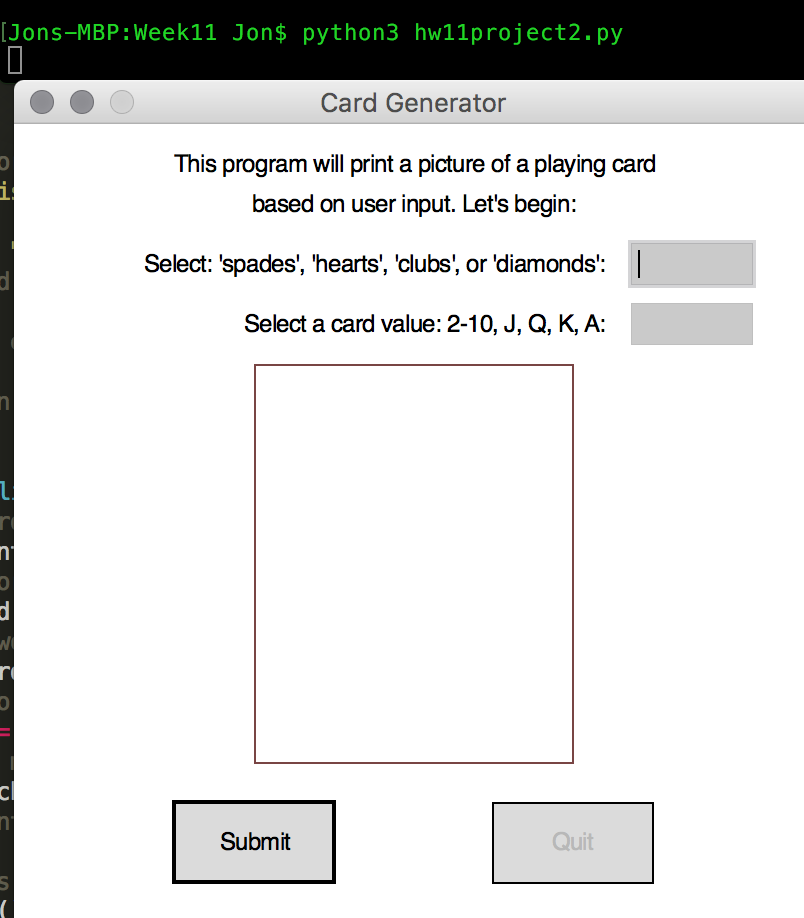 [Jons-MBP:Week11 Jon$ python3 hw11project2.py
Card Generator
This program will print a picture of a playing card
based on user input. Let's begin:
Select: 'spades', 'hearts', 'clubs', or 'diamonds':
Select a card value: 2-10, J, Q, K, A:
Submit
Quit